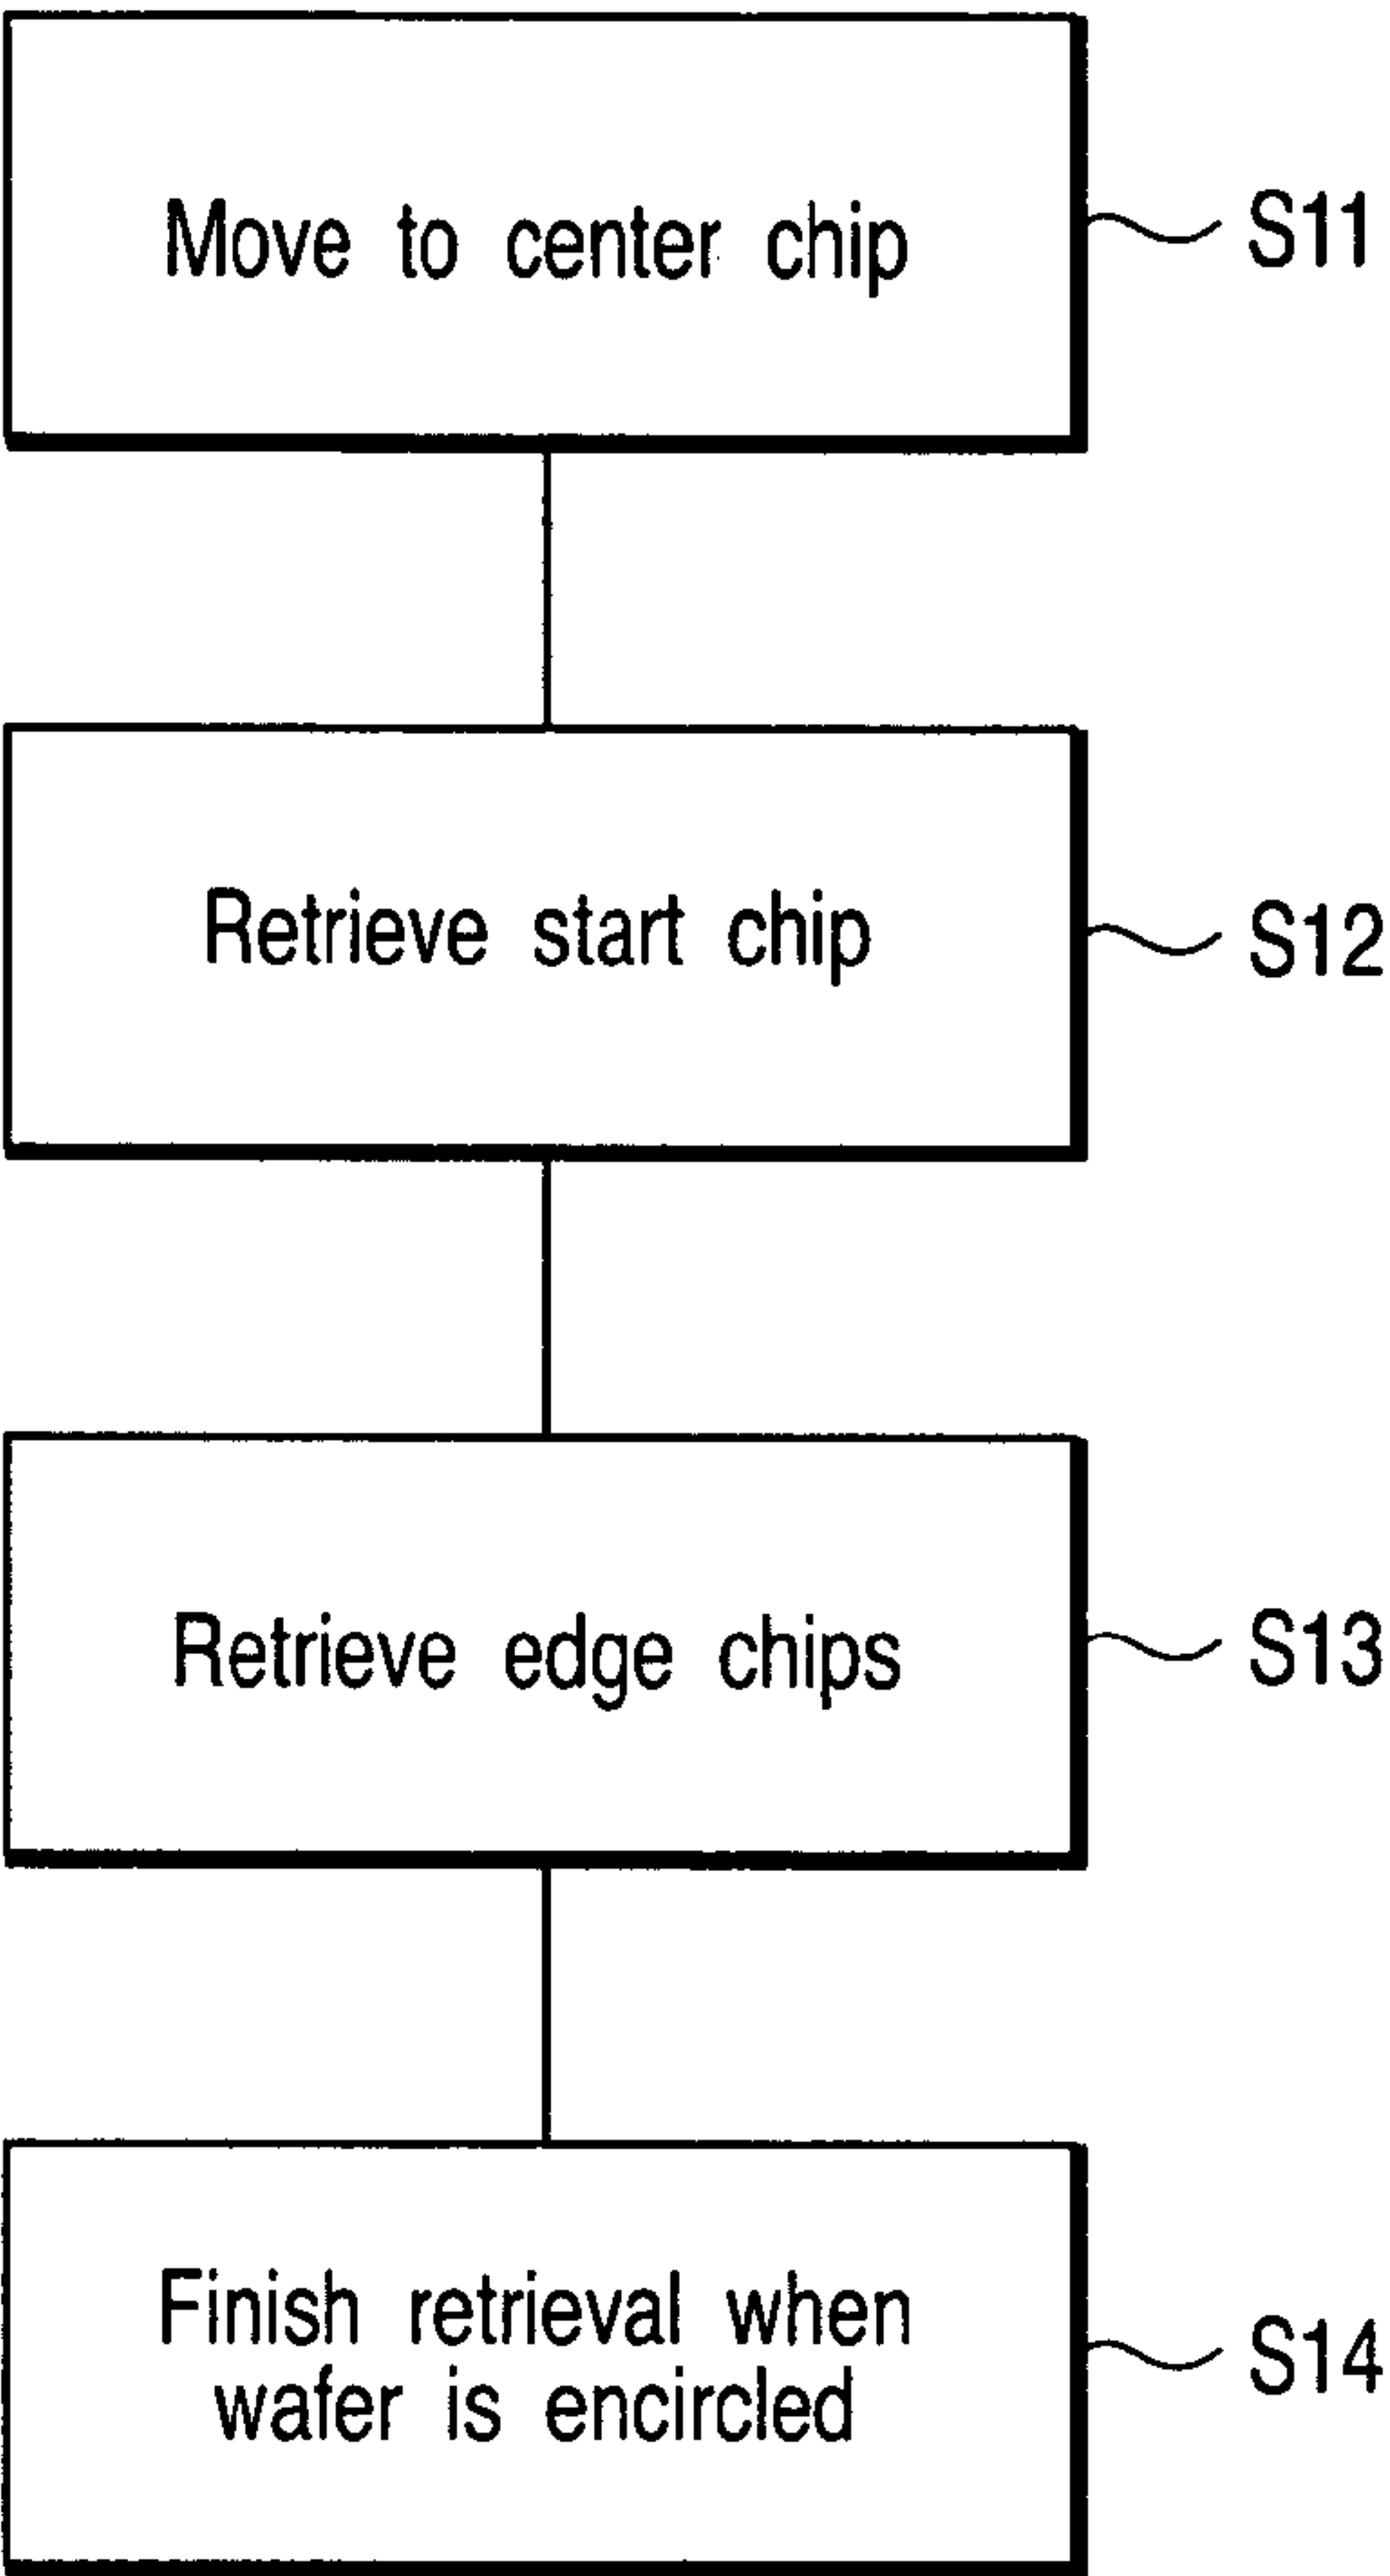 Move to center chip
S11
Retrieve start chip
S12
Retrieve edge chips
S13
Finish retrieval when
wafer is encircled
S14